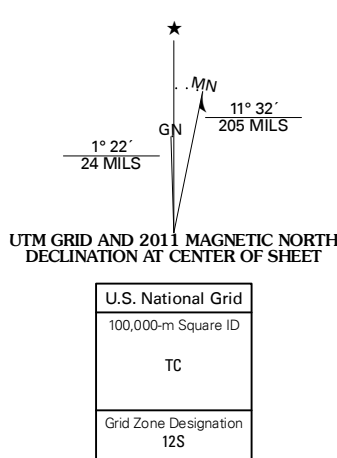 ★
MN
11° 32´
205 MILS
GN
1° 22´
24 MILS
UTM GRID AND 2011 MAGNETIC NORTH
DECLINATION AT CENTER OF SHEET
U.S. National Grid
100,000-m Square ID
TC
Grid Zone Designation
12S